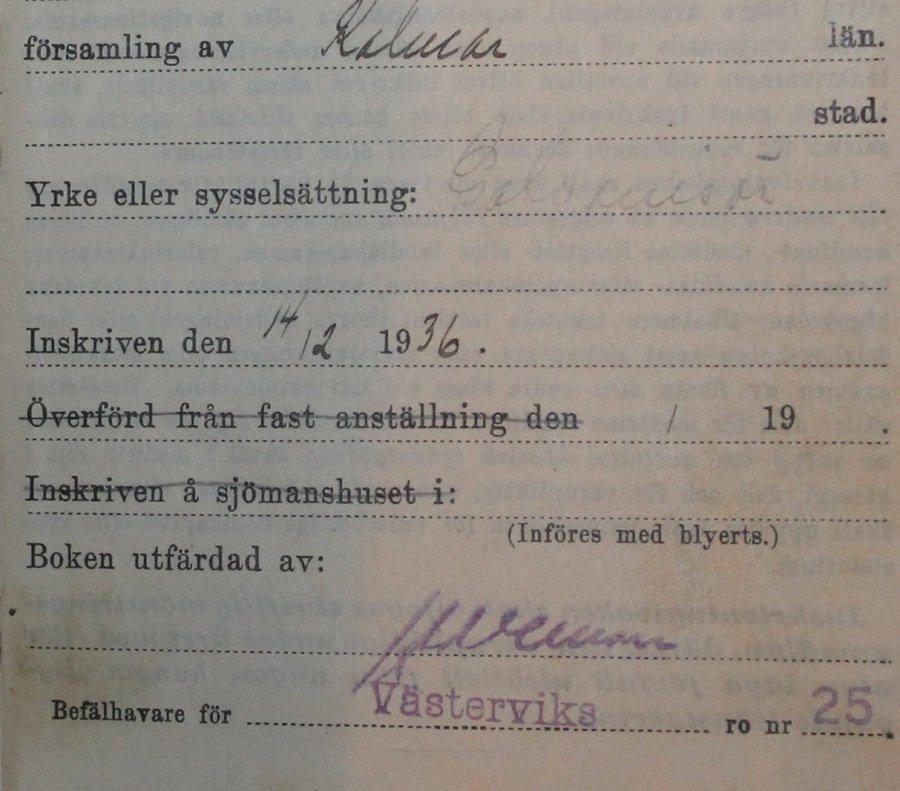 församling av Kalmar län.
stad.
Yrke eller sysselsättning:
Inskriven den 14/2 1936.
Överförd från fast anställning den / 19 .
Inskriven å sjömanshuset i:
(Införes med blyerts.)
Boken utfärdad av:
Befälhavare för Västerviks ro nr 25.